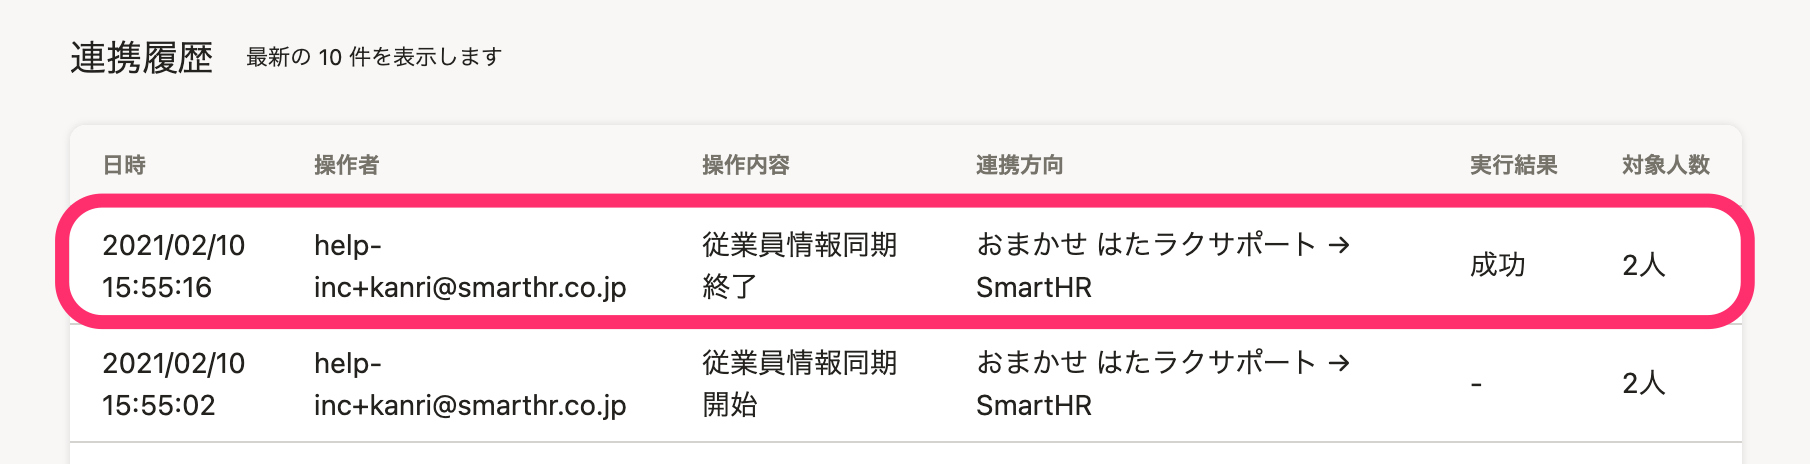 連携履歴 最新の 10 件を表示します
日時 操作者 操作内容 連携方向 実行結果 対象人数
2021/02/10 help- 従業員情報同期 おまかせ はたラクサポート →
15:55:16 inc+kanri@smarthr.co.jp 終了 SmartHR 成功 2人
2021/02/10 help- 従業員情報同期 おまかせ はたラクサポート →
15:55:02 inc+kanri@smarthr.co.jp 開始 SmartHR - 2人